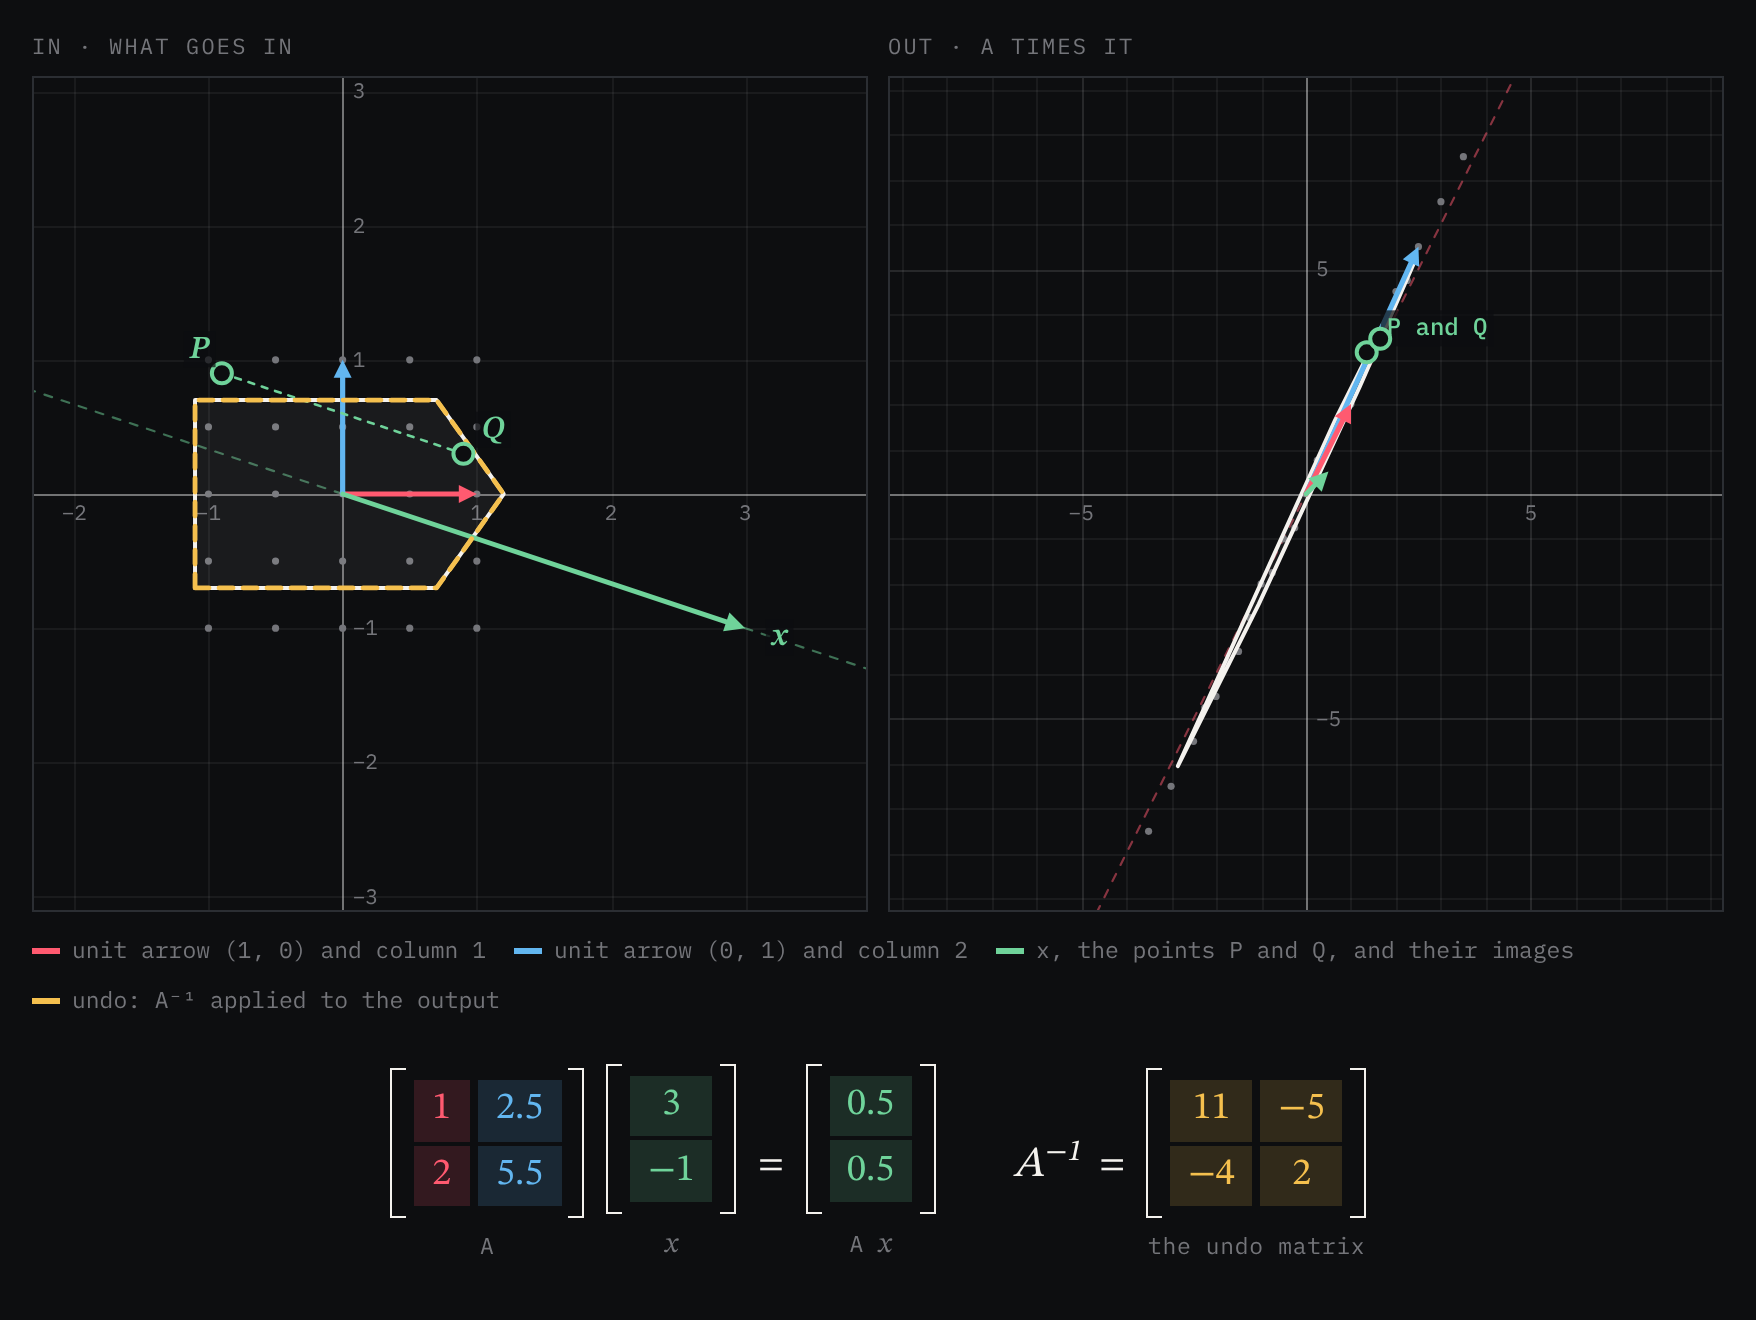 IN · WHAT GOES IN
OUT · A TIMES IT
3
2
1
−1
−2
−3
−2
−1
1
2
3
P
Q
x
5
−5
−5
5
P and Q
unit arrow (1, 0) and column 1
unit arrow (0, 1) and column 2
x, the points P and Q, and their images
undo: A⁻¹ applied to the output
1 2.5
2 5.5
3
−1
=
0.5
0.5
A⁻¹ =
11 −5
−4 2
A
x
A x
the undo matrix